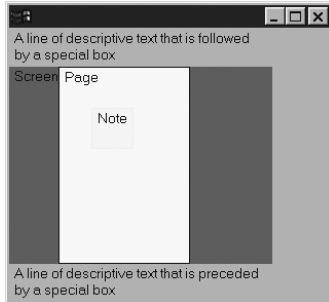 A line of descriptive text that is followed
by a special box
Screen
Page
Note
A line of descriptive text that is preceded
by a special box